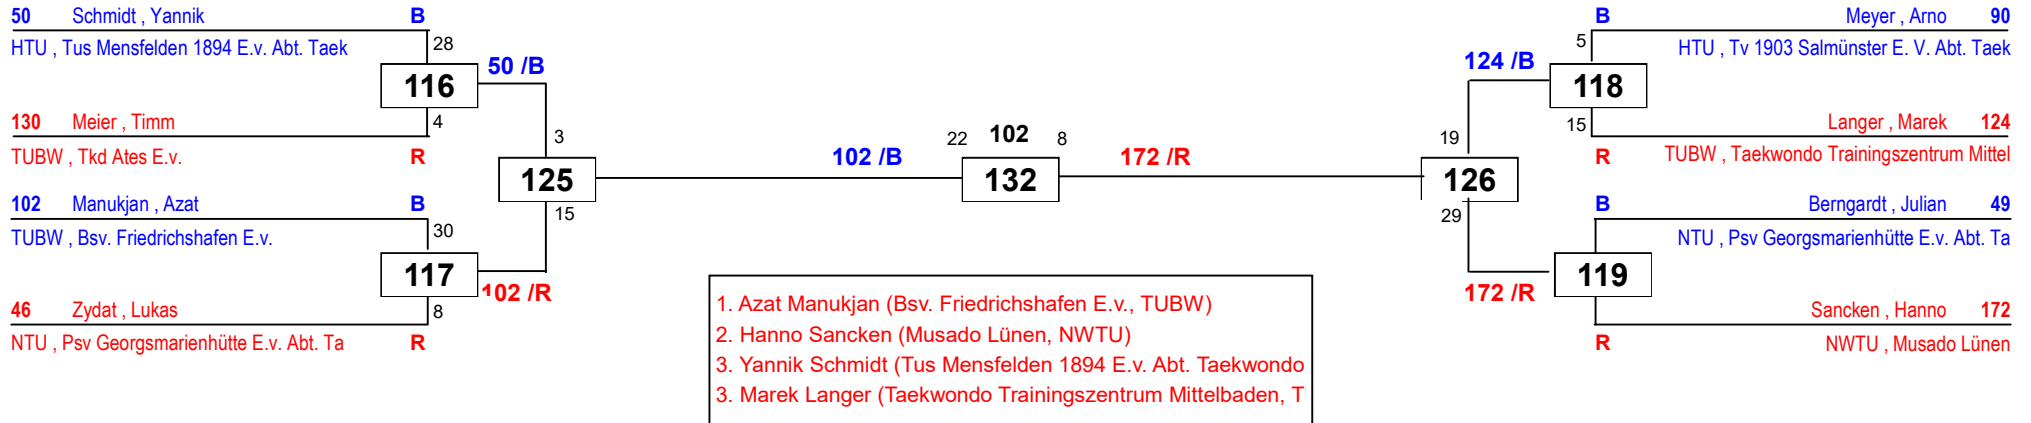 50 Schmidt , Yannik B
HTU , Tus Mensfelden 1894 E.v. Abt. Taek
28
116
4
130 Meier , Timm
TUBW , Tkd Ates E.v. R
50 /B
102 Manukjan , Azat B
TUBW , Bsv. Friedrichshafen E.v.
30
117
8
46 Zydat , Lukas
NTU , Psv Georgsmarienhütte E.v. Abt. Ta R
102 /R
3
125
15
102 /B
22 102 8
132
172 /R
19
126
29
124 /B
B Meyer , Arno 90
5
HTU , Tv 1903 Salmünster E. V. Abt. Taek
118
15
Langer , Marek 124
R TUBW , Taekwondo Trainingszentrum Mittel
B Berngardt , Julian 49
NTU , Psv Georgsmarienhütte E.v. Abt. Ta
119
172 /R
Sancken , Hanno 172
R NWTU , Musado Lünen
1. Azat Manukjan (Bsv. Friedrichshafen E.v., TUBW)
2. Hanno Sancken (Musado Lünen, NWTU)
3. Yannik Schmidt (Tus Mensfelden 1894 E.v. Abt. Taekwondo
3. Marek Langer (Taekwondo Trainingszentrum Mittelbaden, T